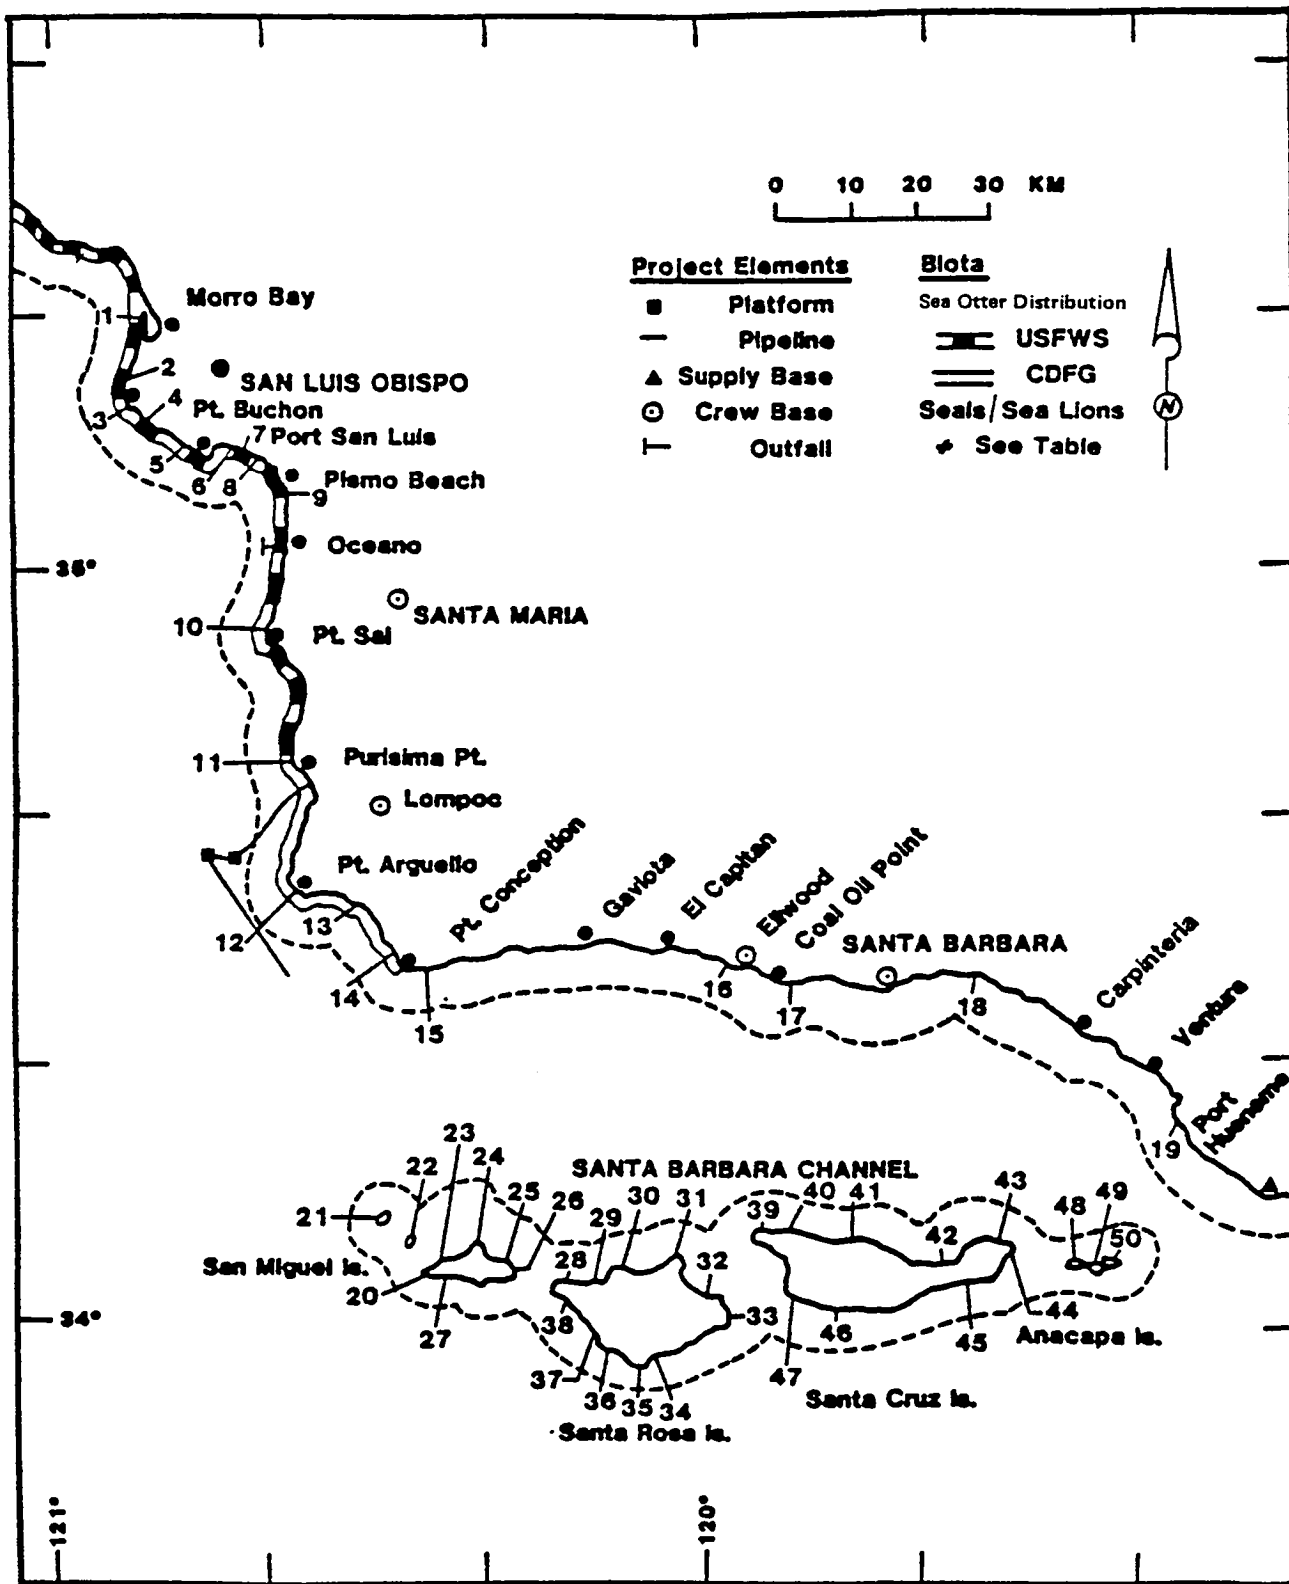 0 10 20 30 KM
Project Elements
Platform
Pipeline
Supply Base
Crew Base
Outfall
Biota
Sea Otter Distribution
USFWS
CDFG
Seals/Sea Lions
See Table
N
Morro Bay
1
2
SAN LUIS OBISPO
3
4
Pt. Buchon
5
6
7
Port San Luis
8
Pismo Beach
9
Oceano
35°
SANTA MARIA
10
Pt. Sal
11
Purisima Pt.
Lompoc
Pt. Arguello
12
13
14
15
Pt. Conception
Gaviota
El Capitan
Ellwood
Coal Oil Point
16
17
SANTA BARBARA
18
Carpinteria
Ventura
19
Port
Hueneme
SANTA BARBARA CHANNEL
20
21
22
23
24
25
26
27
San Miguel Is.
28
29
30
31
32
33
34
35
36
37
38
Santa Rosa Is.
39
40
41
42
43
44
45
46
47
Santa Cruz Is.
48
49
50
Anacapa Is.
34°
121°
120°